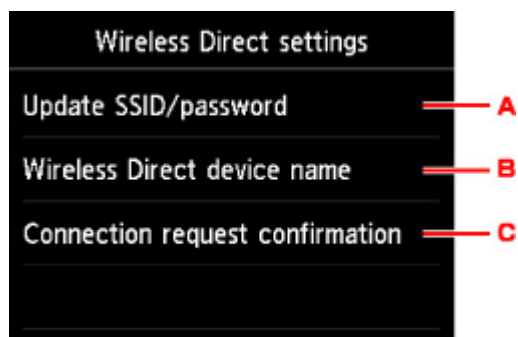 Wireless Direct settings
Update SSID/password A
Wireless Direct device name B
Connection request confirmation C